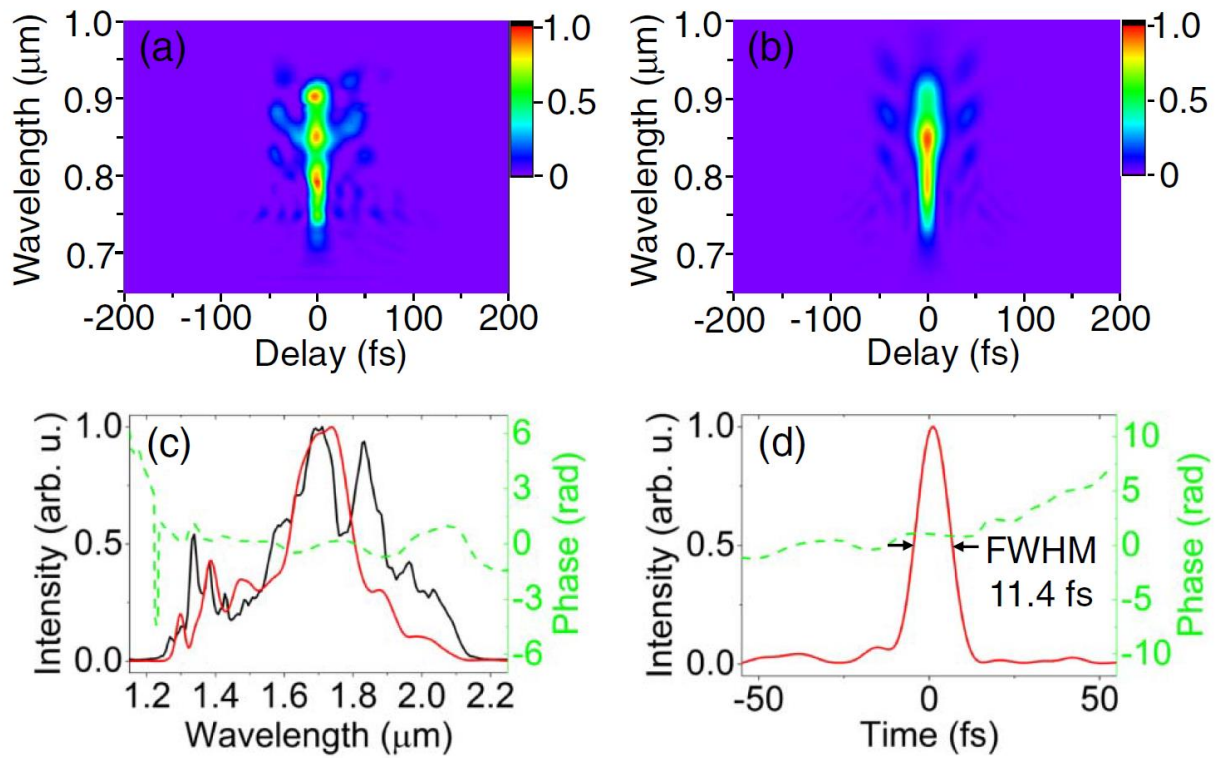 (a)
Wavelength (μm)
1.0
0.9
0.8
0.7
-200 -100 0 100 200
Delay (fs)
1.0
0.5
0
(b)
Wavelength (μm)
1.0
0.9
0.8
0.7
-200 -100 0 100 200
Delay (fs)
1.0
0.5
0
(c)
Intensity (arb. u.)
1.0
0.5
0.0
1.2 1.4 1.6 1.8 2.0 2.2
Wavelength (μm)
6
3
0
-3
-6
Phase (rad)
(d)
Intensity (arb. u.)
1.0
0.5
0.0
FWHM
11.4 fs
-50 0 50
Time (fs)
10
5
0
-5
-10
Phase (rad)